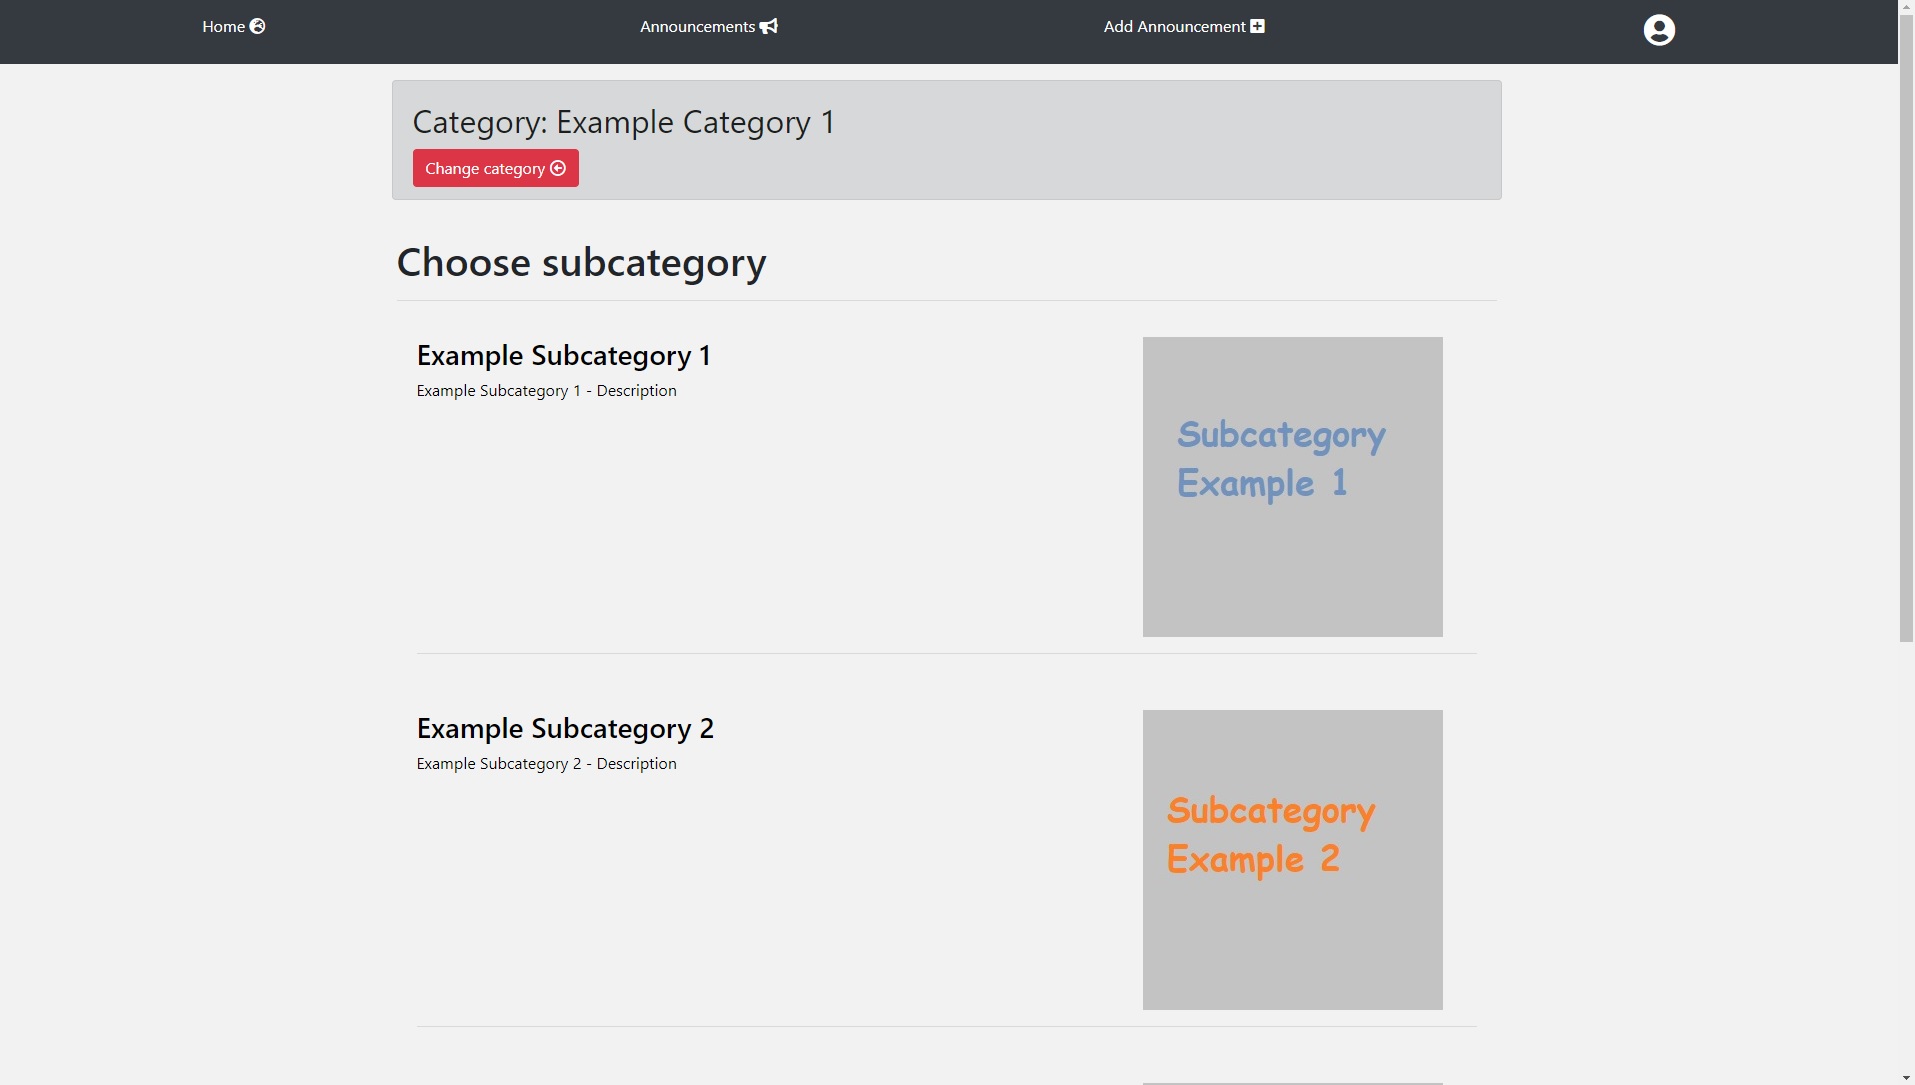 Home
Announcements
Add Announcement
Category: Example Category 1
Change category
Choose subcategory
Example Subcategory 1
Example Subcategory 1 - Description
Subcategory
Example 1
Example Subcategory 2
Example Subcategory 2 - Description
Subcategory
Example 2